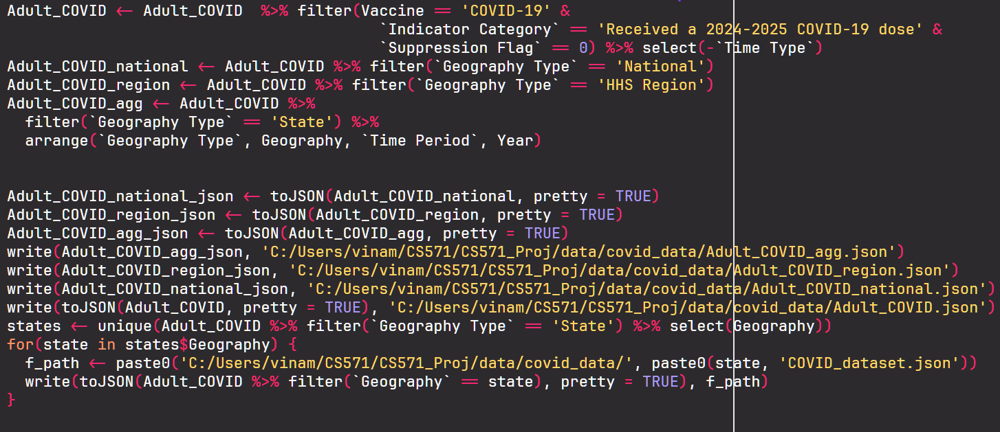 Adult_COVID <- Adult_COVID  %>% filter(Vaccine == 'COVID-19' &
                                         `Indicator Category` == 'Received a 2024-2025 COVID-19 dose' &
                                         `Suppression Flag` == 0) %>% select(-`Time Type`)
Adult_COVID_national <- Adult_COVID %>% filter(`Geography Type` == 'National')
Adult_COVID_region <- Adult_COVID %>% filter(`Geography Type` == 'HHS Region')
Adult_COVID_agg <- Adult_COVID %>%
  filter(`Geography Type` == 'State') %>%
  arrange(`Geography Type`, Geography, `Time Period`, Year)
Adult_COVID_national_json <- toJSON(Adult_COVID_national, pretty = TRUE)
Adult_COVID_region_json <- toJSON(Adult_COVID_region, pretty = TRUE)
Adult_COVID_agg_json <- toJSON(Adult_COVID_agg, pretty = TRUE)
write(Adult_COVID_agg_json, 'C:/Users/vinam/CS571/CS571_Proj/data/covid_data/Adult_COVID_agg.json')
write(Adult_COVID_region_json, 'C:/Users/vinam/CS571/CS571_Proj/data/covid_data/Adult_COVID_region.json')
write(Adult_COVID_national_json, 'C:/Users/vinam/CS571/CS571_Proj/data/covid_data/Adult_COVID_national.json')
write(toJSON(Adult_COVID, pretty = TRUE), 'C:/Users/vinam/CS571/CS571_Proj/data/covid_data/Adult_COVID.json')
states <- unique(Adult_COVID %>% filter(`Geography Type` == 'State') %>% select(Geography))
for(state in states$Geography) {
  f_path <- paste0('C:/Users/vinam/CS571/CS571_Proj/data/covid_data/', paste0(state, 'COVID_dataset.json'))
  write(toJSON(Adult_COVID %>% filter(`Geography` == state), pretty = TRUE), f_path)
}